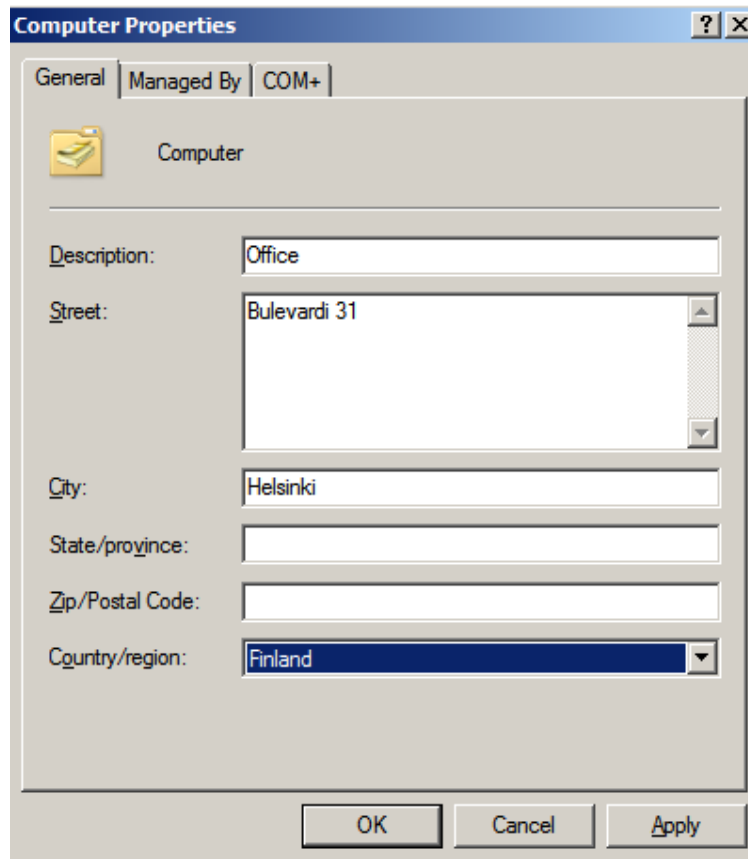 Computer Properties
General Managed By COM+
Computer
Description: Office
Street: Bulevardi 31
City: Helsinki
State/province:
Zip/Postal Code:
Country/region: Finland
OK Cancel Apply